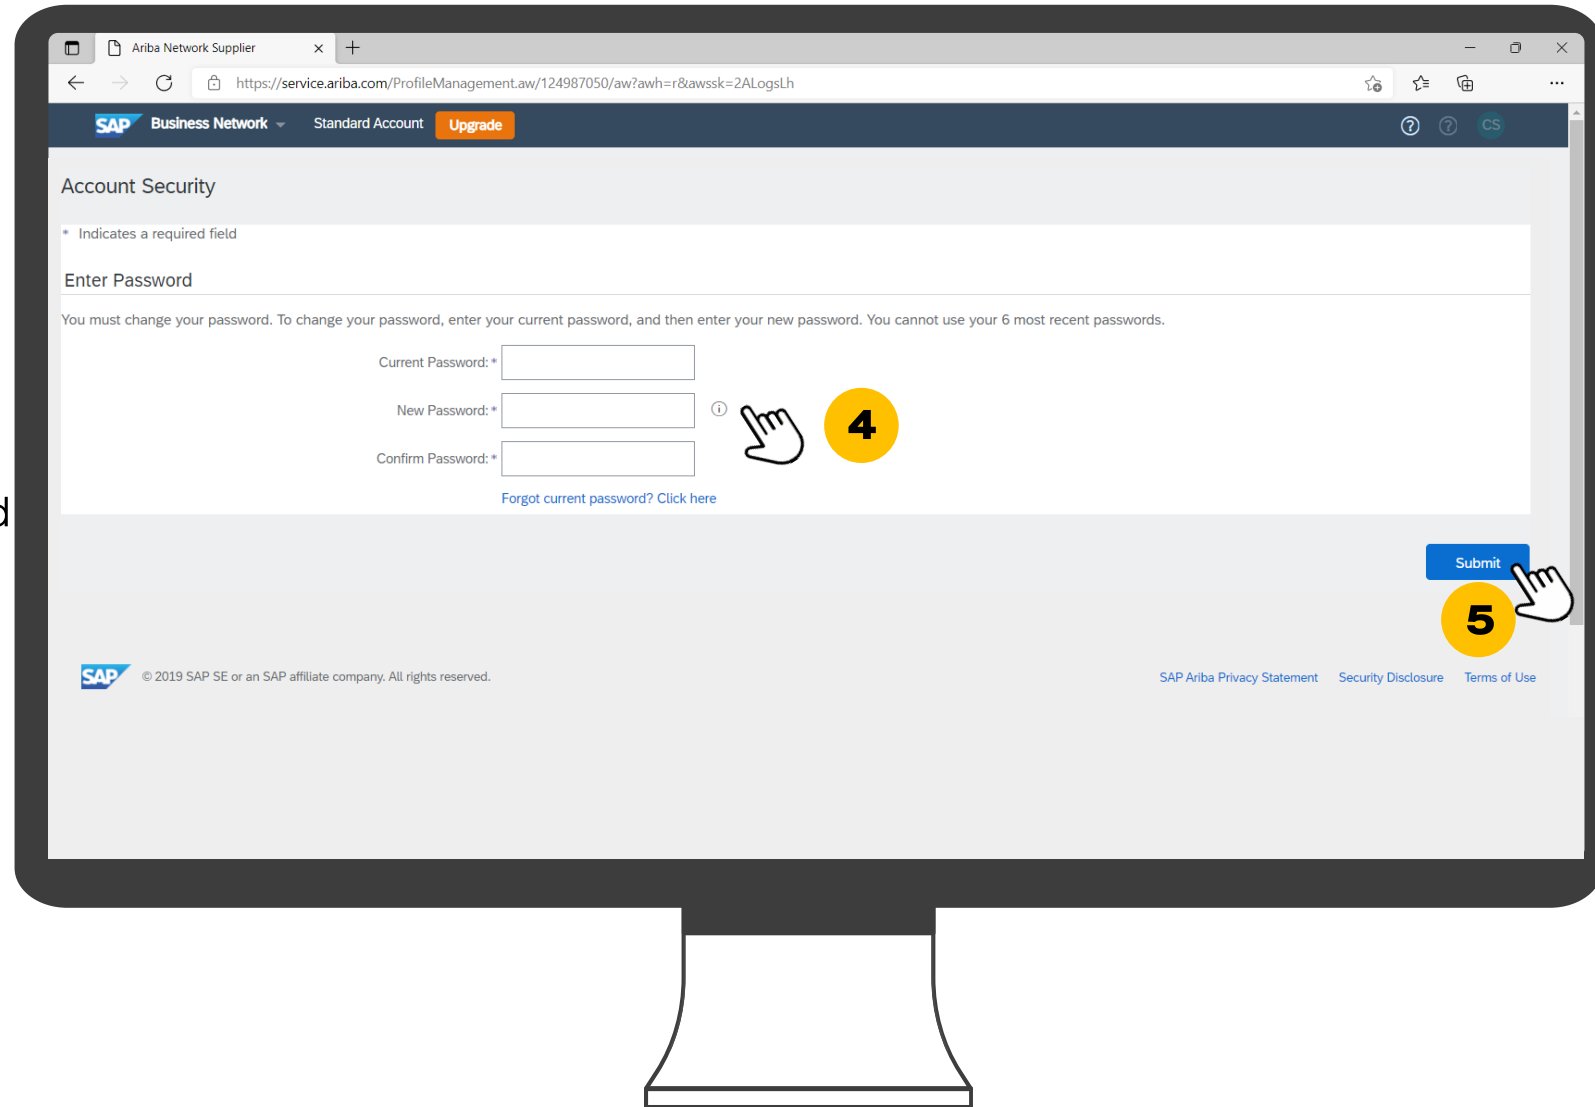 Ariba Network Supplier
https://service.ariba.com/ProfileManagement.aw/124987050/aw?awh=r&awssk=2ALogsLh
SAP Business Network Standard Account Upgrade CS
Account Security
* Indicates a required field
Enter Password
You must change your password. To change your password, enter your current password, and then enter your new password. You cannot use your 6 most recent passwords.
Current Password: *
New Password: *
4
Confirm Password: *
Forgot current password? Click here
d
Submit
5
SAP © 2019 SAP SE or an SAP affiliate company. All rights reserved. SAP Ariba Privacy Statement Security Disclosure Terms of Use